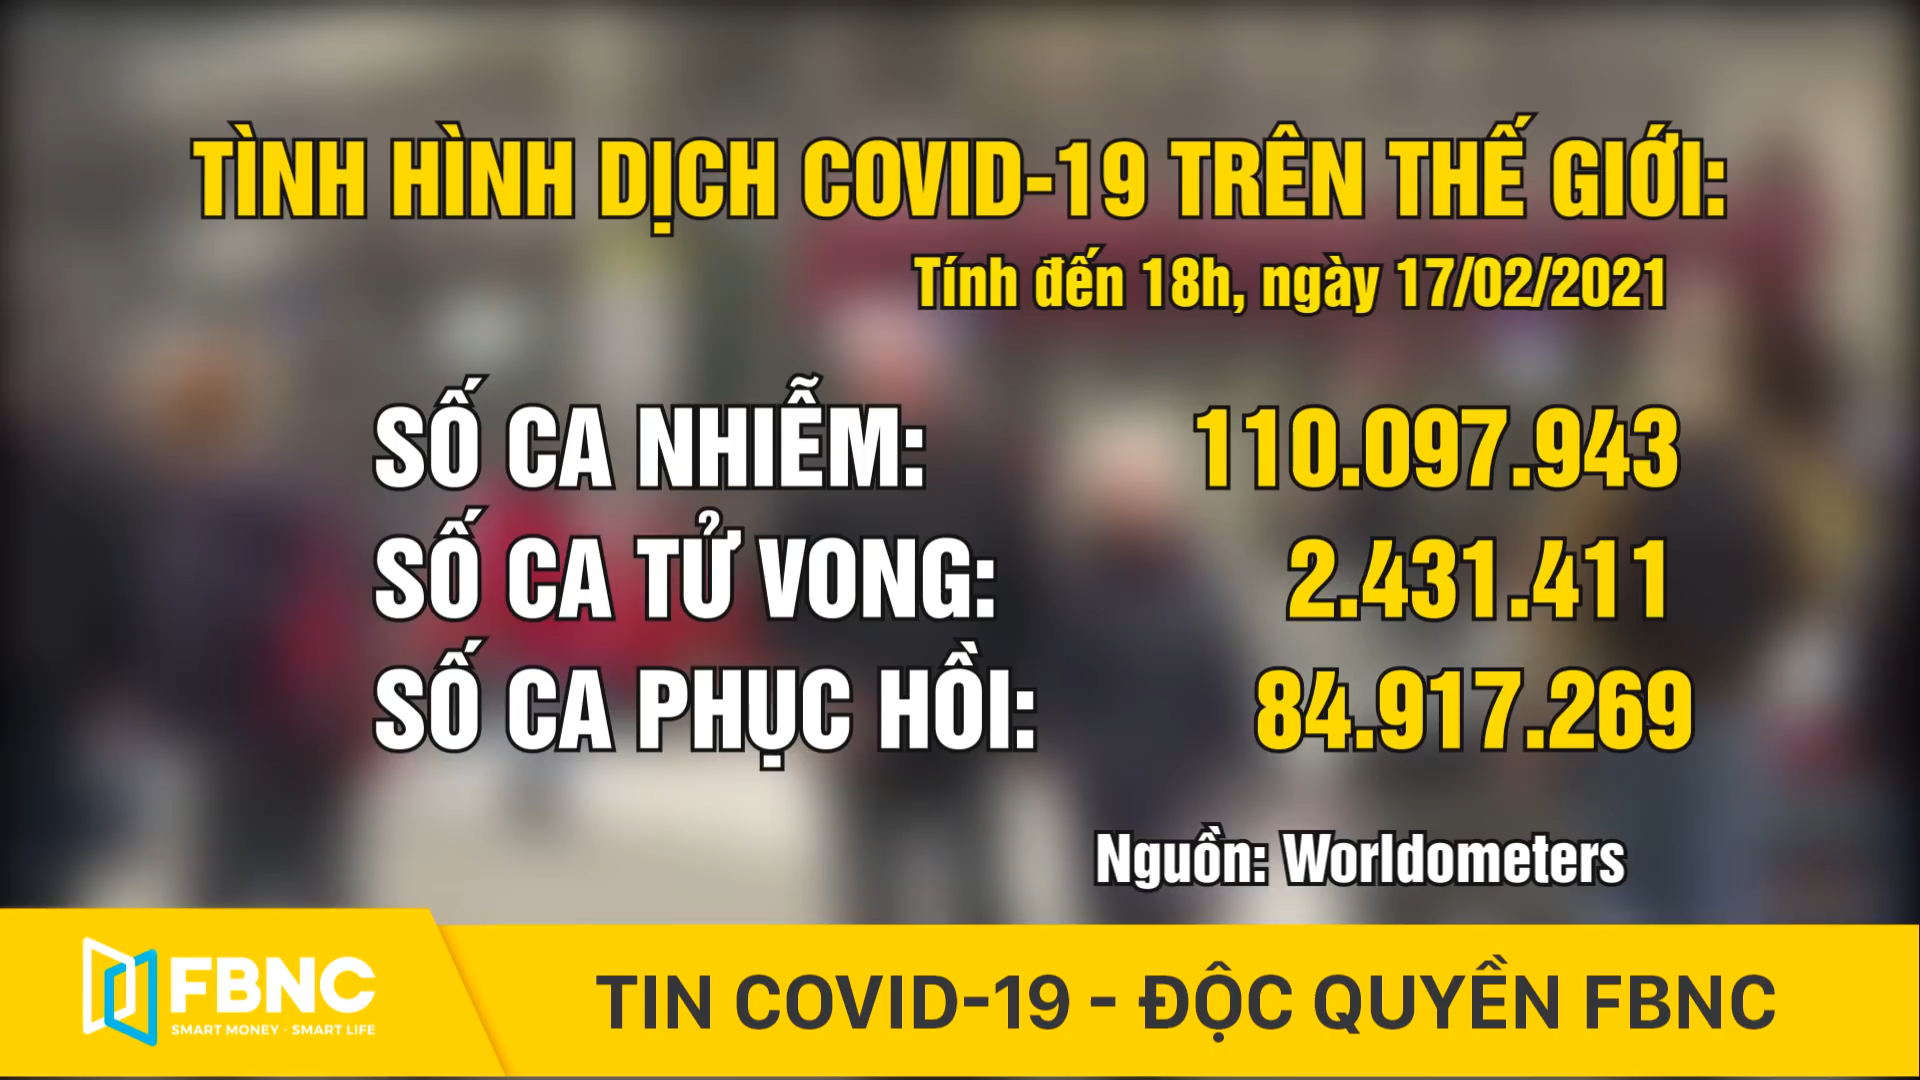 TÌNH HÌNH DỊCH COVID-19 TRÊN THẾ GIỚI:
Tính đến 18h, ngày 17/02/2021
SỐ CA NHIỄM: 110.097.943
SỐ CA TỬ VONG: 2.431.411
SỐ CA PHỤC HỒI: 84.917.269
Nguồn: Worldometers
FBNC
SMART MONEY - SMART LIFE
TIN COVID-19 - ĐỘC QUYỀN FBNC